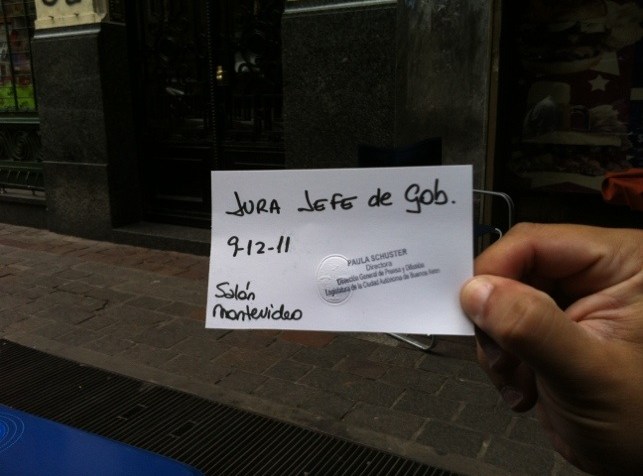 JURA JEFE de Gob.
9-12-11
PAULA SCHUSTER
Directora
Dirección General de Prensa y Difusión
Legislatura de la Ciudad Autónoma de Buenos Aires
Salón
montevideo